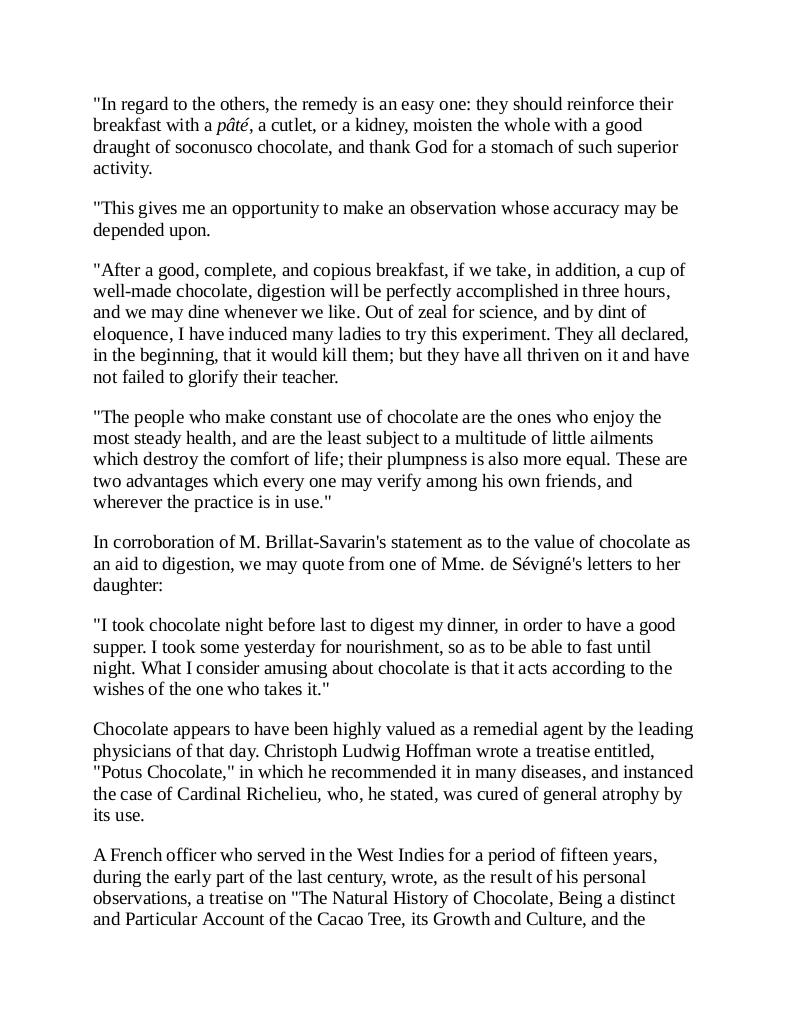 "In regard to the others, the remedy is an easy one: they should reinforce their
breakfast with a pâté, a cutlet, or a kidney, moisten the whole with a good
draught of soconusco chocolate, and thank God for a stomach of such superior
activity.
"This gives me an opportunity to make an observation whose accuracy may be
depended upon.
"After a good, complete, and copious breakfast, if we take, in addition, a cup of
well-made chocolate, digestion will be perfectly accomplished in three hours,
and we may dine whenever we like. Out of zeal for science, and by dint of
eloquence, I have induced many ladies to try this experiment. They all declared,
in the beginning, that it would kill them; but they have all thriven on it and have
not failed to glorify their teacher.
"The people who make constant use of chocolate are the ones who enjoy the
most steady health, and are the least subject to a multitude of little ailments
which destroy the comfort of life; their plumpness is also more equal. These are
two advantages which every one may verify among his own friends, and
wherever the practice is in use."
In corroboration of M. Brillat-Savarin's statement as to the value of chocolate as
an aid to digestion, we may quote from one of Mme. de Sévigné's letters to her
daughter:
"I took chocolate night before last to digest my dinner, in order to have a good
supper. I took some yesterday for nourishment, so as to be able to fast until
night. What I consider amusing about chocolate is that it acts according to the
wishes of the one who takes it."
Chocolate appears to have been highly valued as a remedial agent by the leading
physicians of that day. Christoph Ludwig Hoffman wrote a treatise entitled,
"Potus Chocolate," in which he recommended it in many diseases, and instanced
the case of Cardinal Richelieu, who, he stated, was cured of general atrophy by
its use.
A French officer who served in the West Indies for a period of fifteen years,
during the early part of the last century, wrote, as the result of his personal
observations, a treatise on "The Natural History of Chocolate, Being a distinct
and Particular Account of the Cacao Tree, its Growth and Culture, and the